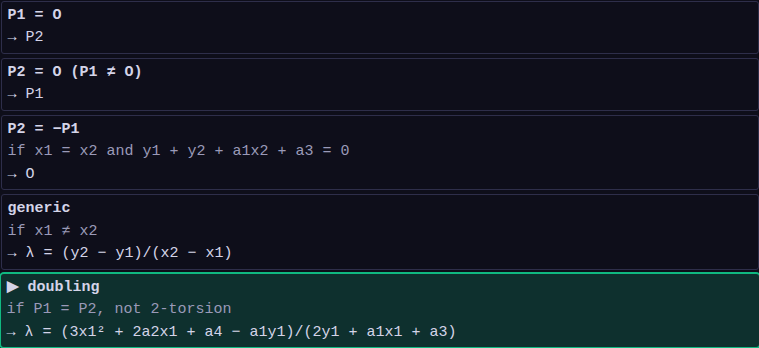 P1 = O
→ P2
P2 = O (P1 ≠ O)
→ P1
P2 = −P1
if x1 = x2 and y1 + y2 + a1x2 + a3 = 0
→ O
generic
if x1 ≠ x2
→ λ = (y2 − y1)/(x2 − x1)
▶ doubling
if P1 = P2, not 2-torsion
→ λ = (3x1² + 2a2x1 + a4 − a1y1)/(2y1 + a1x1 + a3)